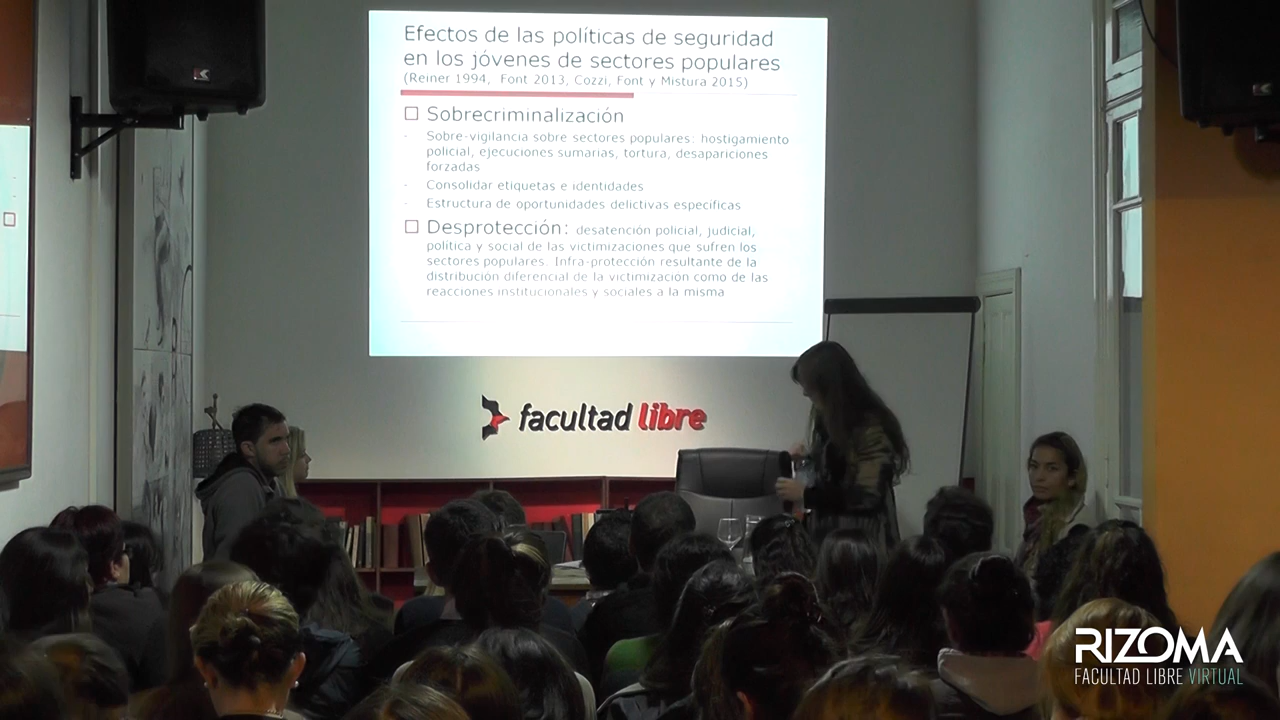 Efectos de las políticas de seguridad
en los jóvenes de sectores populares
(Reiner 1994, Font 2013, Cozzi, Font y Mistura 2015)
☐ Sobrecriminalización
- Sobre-vigilancia sobre sectores populares: hostigamiento
policial, ejecuciones sumarias, tortura, desapariciones
forzadas
- Consolidar etiquetas e identidades
- Estructura de oportunidades delictivas especificas
☐ Desprotección: desatención policial, judicial,
política y social de las victimizaciones que sufren los
sectores populares. Infra-protección resultante de la
distribución diferencial de la victimización como de las
reacciones institucionales y sociales a la misma
facultad libre
RIZOMA
FACULTAD LIBRE VIRTUAL